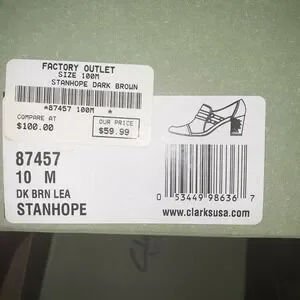 FACTORY OUTLET
SIZE 100M
STANHOPE DARK BROWN
*87457 100M *
COMPARE AT
$100.00
OUR PRICE
$59.99
87457
10 M
DK BRN LEA
STANHOPE
0 53449 98636 7
www.clarksusa.com